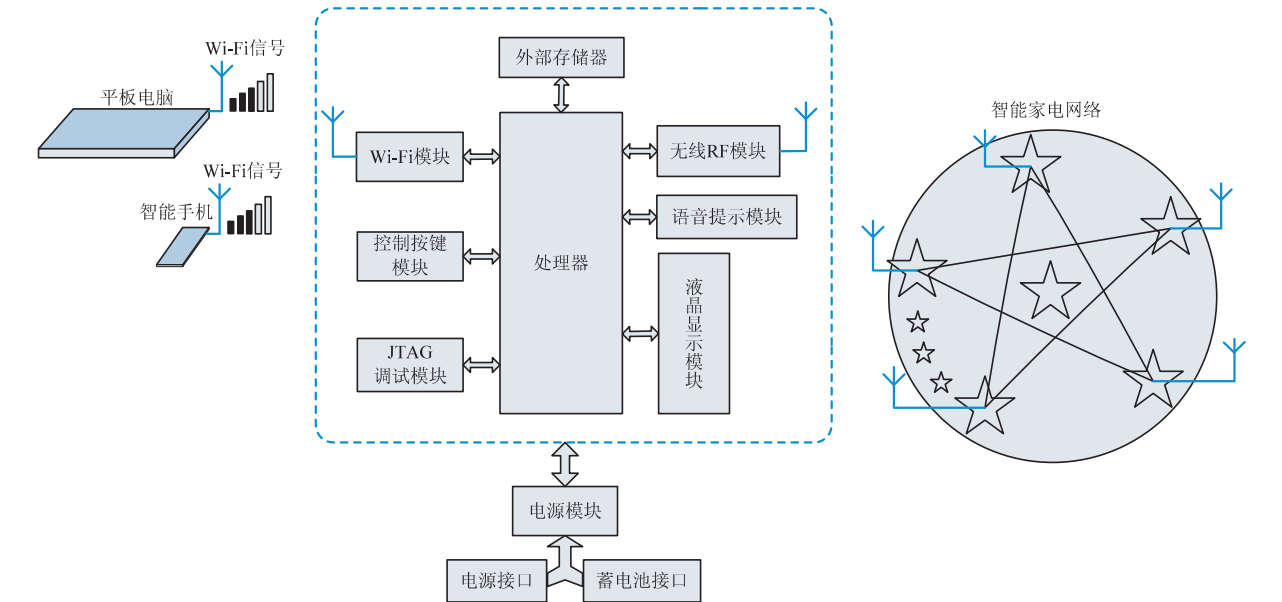 Wi-Fi信号
平板电脑
Wi-Fi信号
智能手机
外部存储器
Wi-Fi模块
控制按键
模块
JTAG
调试模块
处理器
无线RF模块
语音提示模块
液晶显示模块
电源模块
电源接口
蓄电池接口
智能家电网络